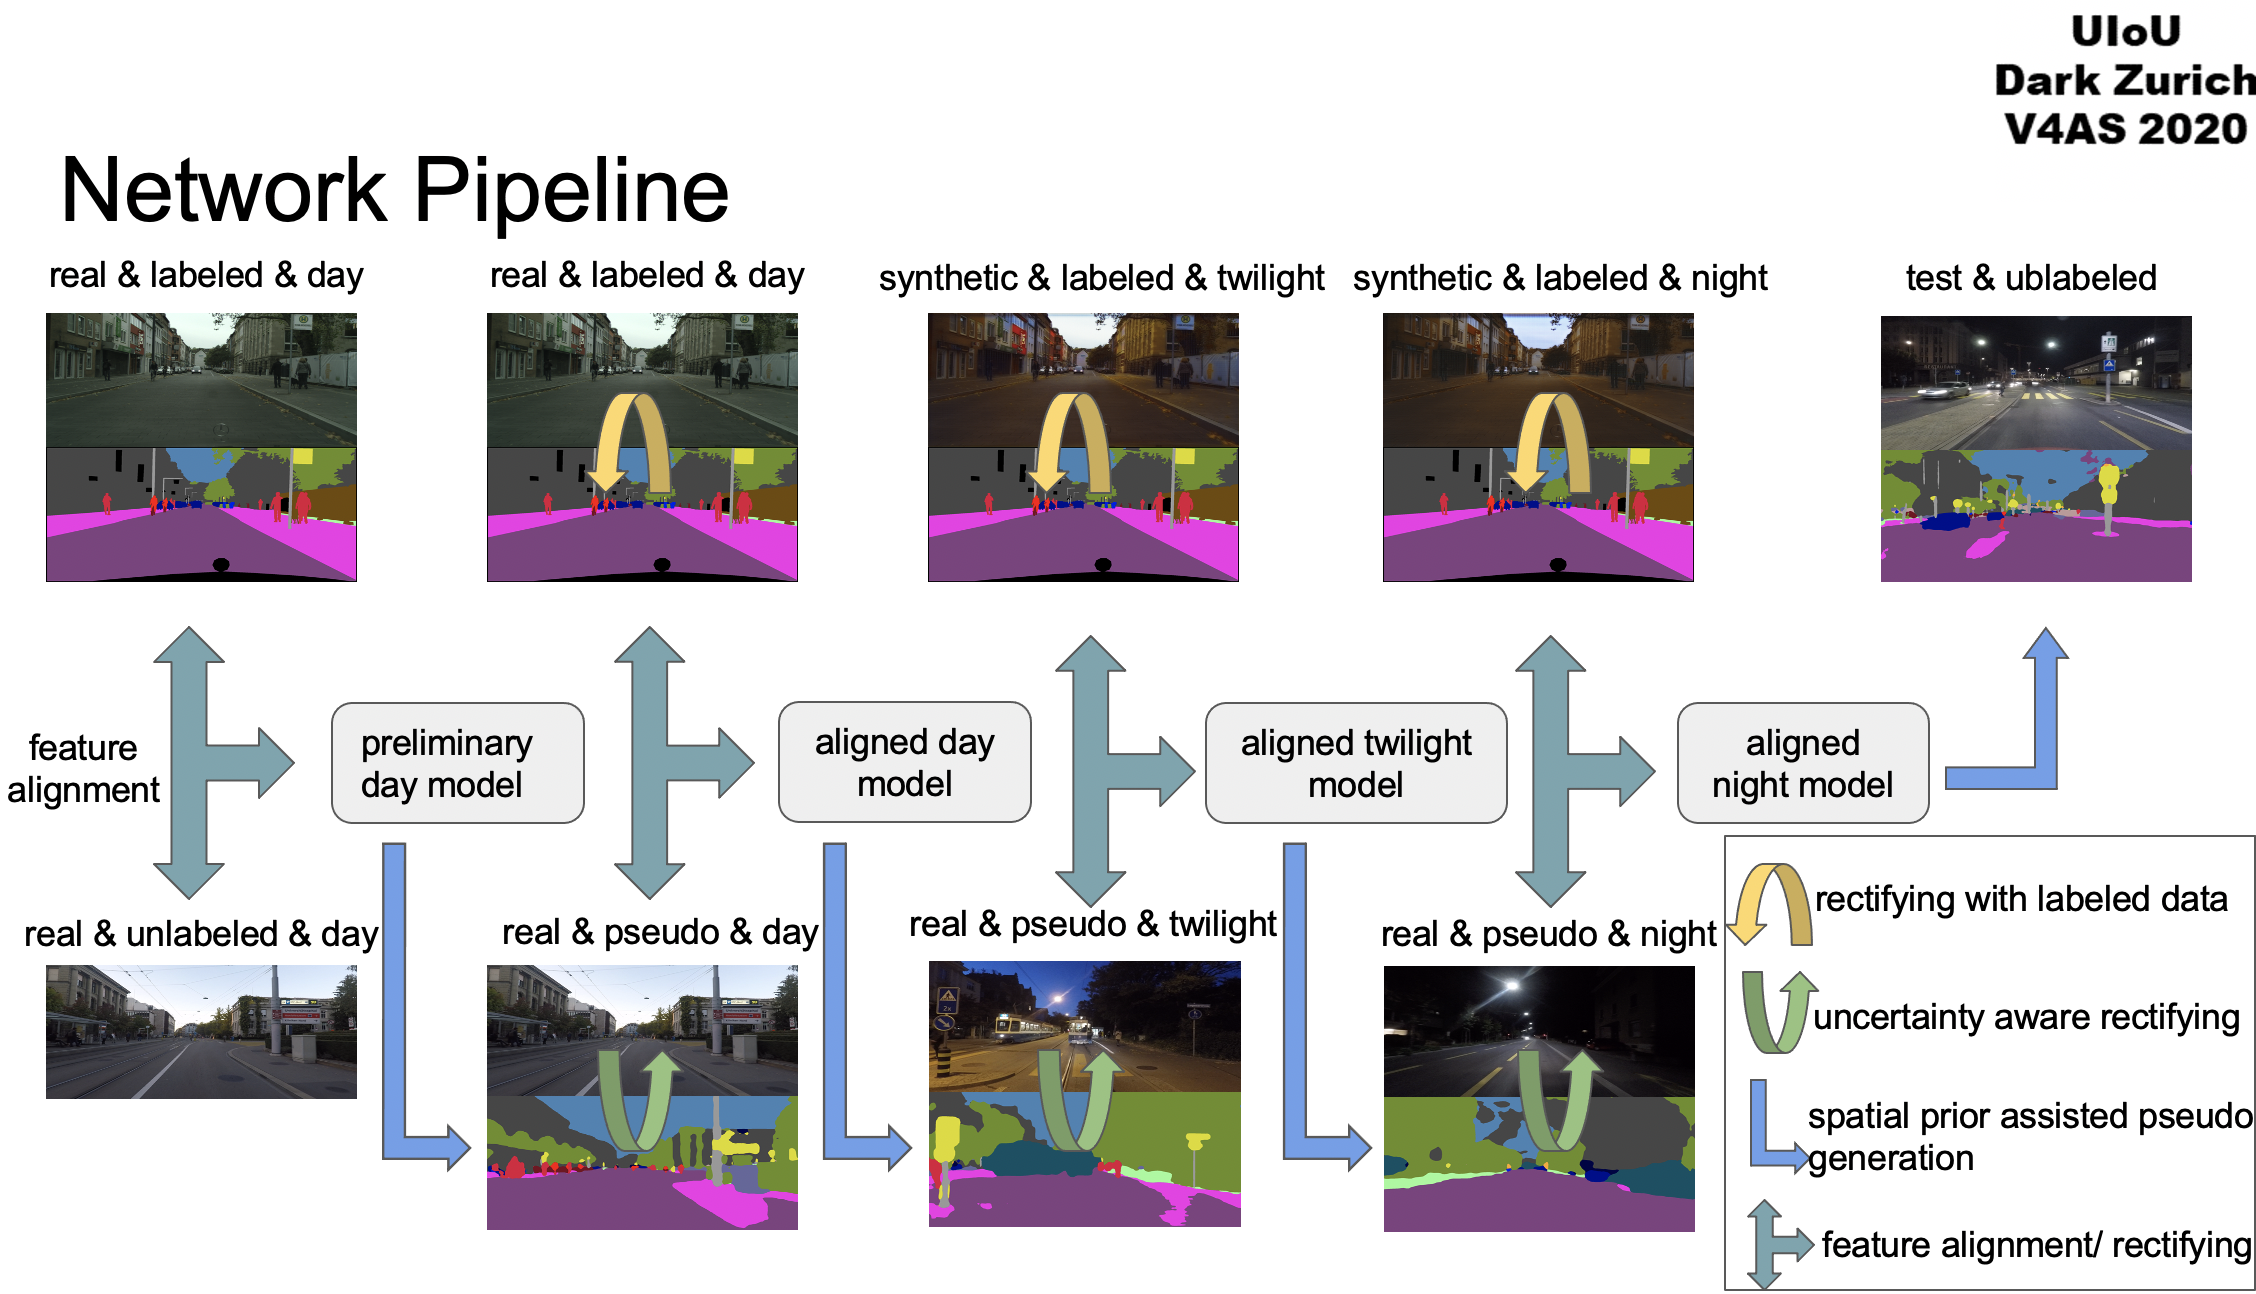 UIoU
Dark Zurich
V4AS 2020
Network Pipeline
real & labeled & day
real & labeled & day
synthetic & labeled & twilight
synthetic & labeled & night
test & ublabeled
feature
alignment
preliminary
day model
aligned day
model
aligned twilight
model
aligned
night model
real & unlabeled & day
real & pseudo & day
real & pseudo & twilight
real & pseudo & night
rectifying with labeled data
uncertainty aware rectifying
spatial prior assisted pseudo
generation
feature alignment/ rectifying